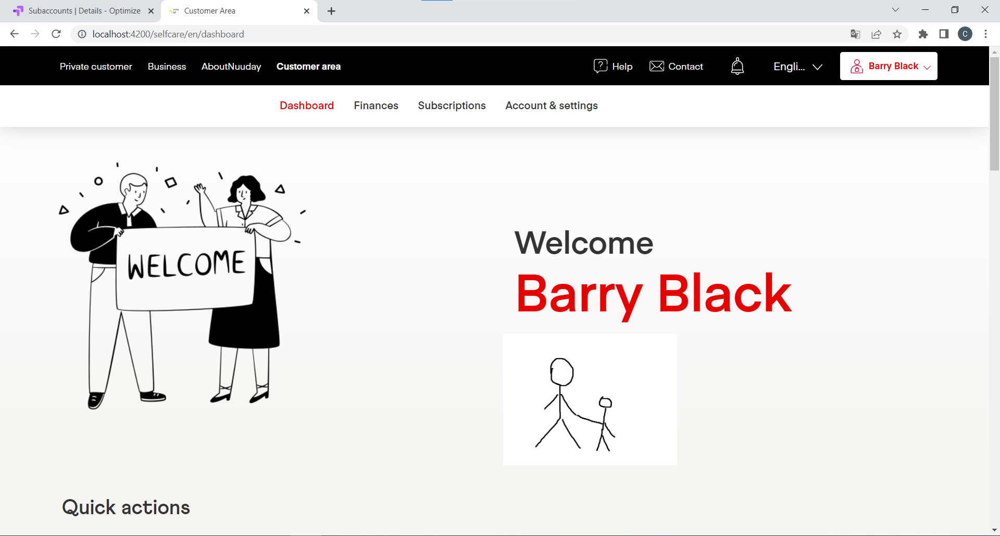 Subaccounts | Details - Optimize
Customer Area
localhost:4200/selfcare/en/dashboard
C
Private customer Business AboutNuuday Customer area Help Contact Engli... Barry Black
Dashboard Finances Subscriptions Account & settings
WELCOME
Welcome
Barry Black
Quick actions